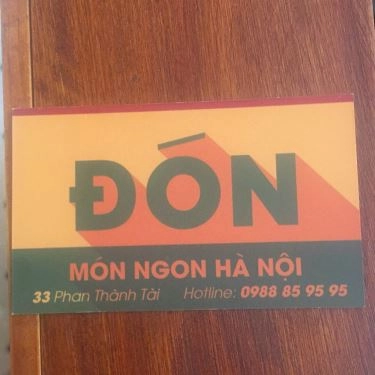 ĐÓN
MÓN NGON HÀ NỘI
33 Phan Thành Tài Hotline: 0988 85 95 95